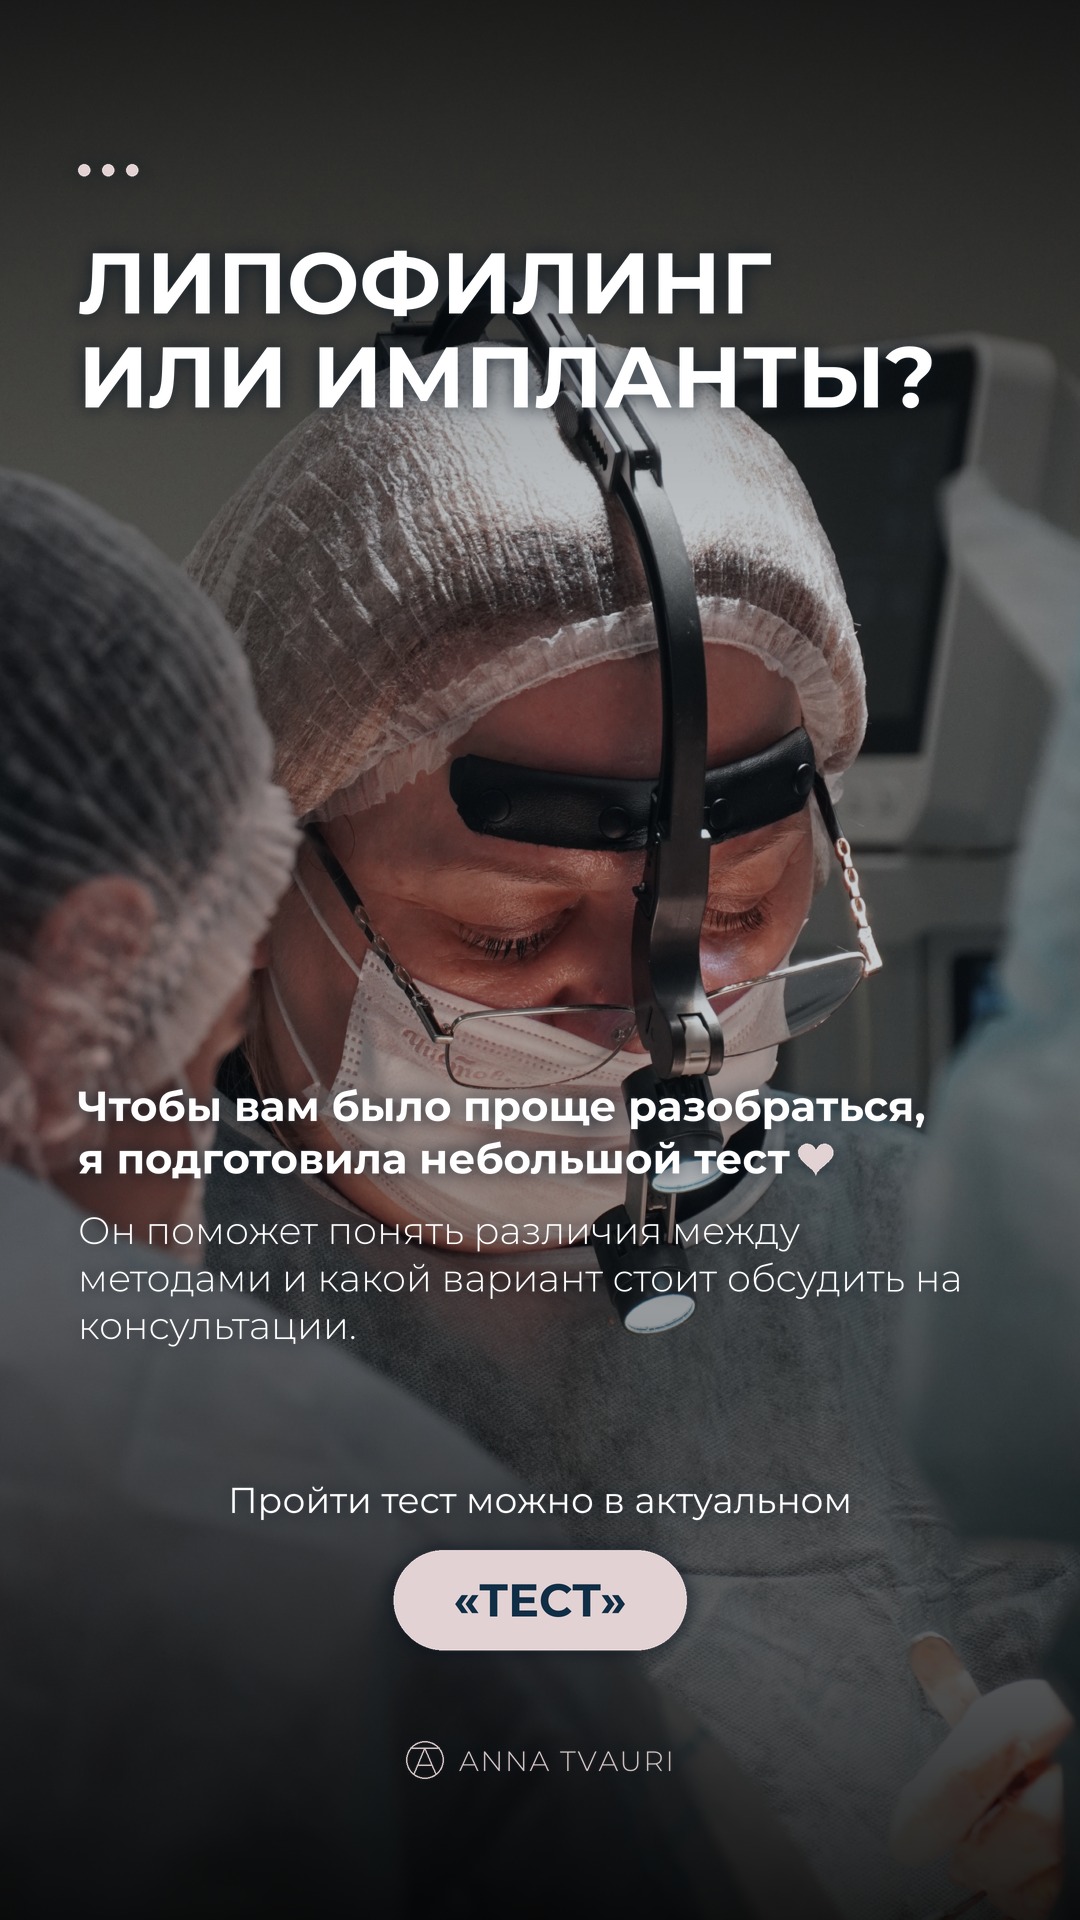 ЛИПОФИЛИНГ
ИЛИ ИМПЛАНТЫ?
Чтобы вам было проще разобраться,
я подготовила небольшой тест
Он поможет понять различия между
методами и какой вариант стоит обсудить на
консультации.
Пройти тест можно в актуальном
«ТЕСТ»
ANNA TVAURI